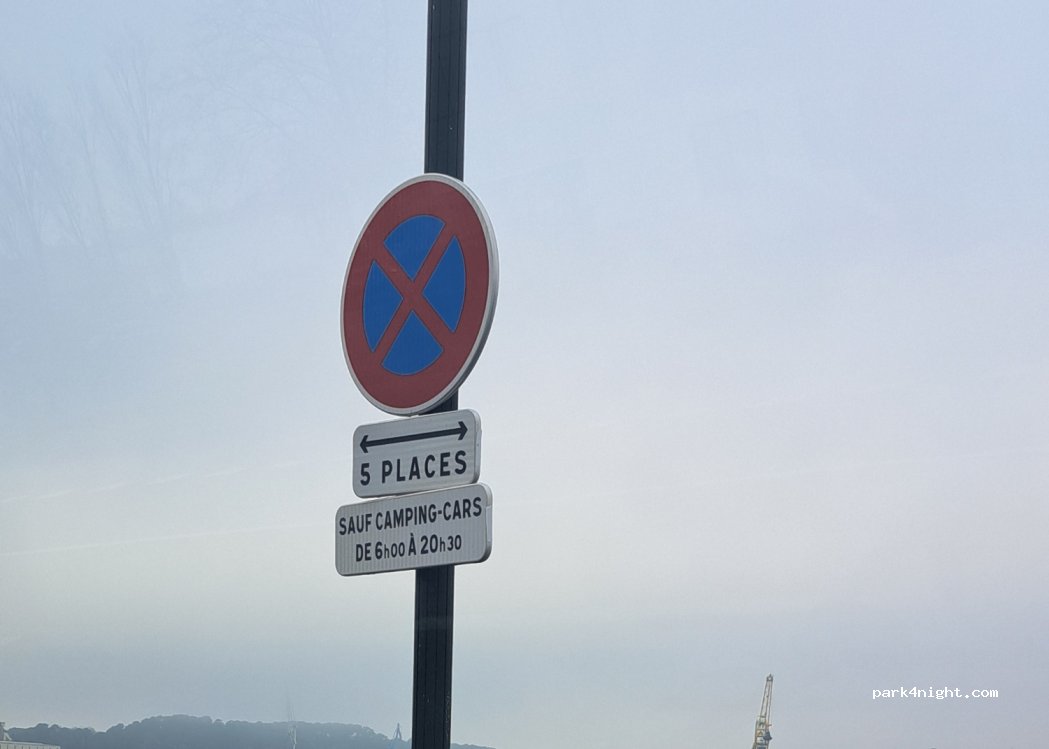 5 PLACES
SAUF CAMPING-CARS
DE 6h00 À 20h30
park4night.com